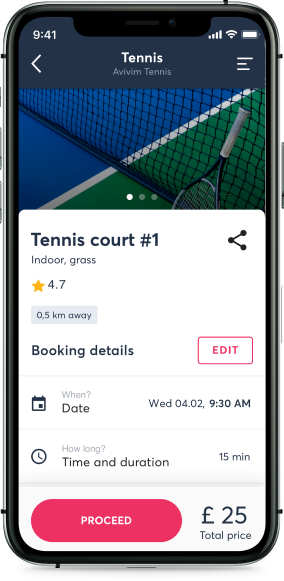 9:41
Tennis
Avivim Tennis
Tennis court #1
Indoor, grass
4.7
0,5 km away
Booking details
EDIT
When?
Date
Wed 04.02, 9:30 AM
How long?
Time and duration
15 min
PROCEED
£ 25
Total price